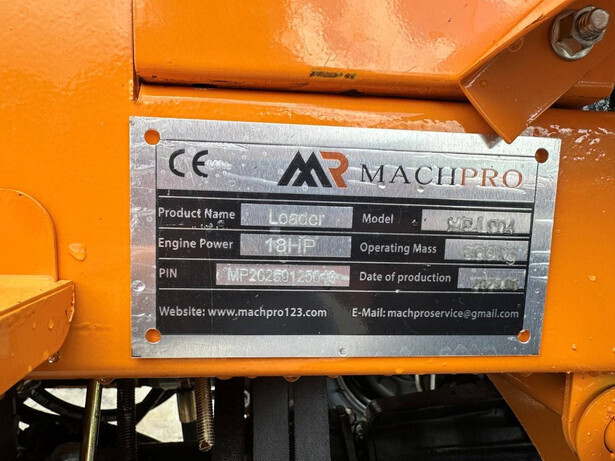 CE MR MACHPRO
Product Name Loader Model
Engine Power 18HP Operating Mass
PIN Date of production
Website: www.machpro123.com E-Mail: machproservice@gmail.com